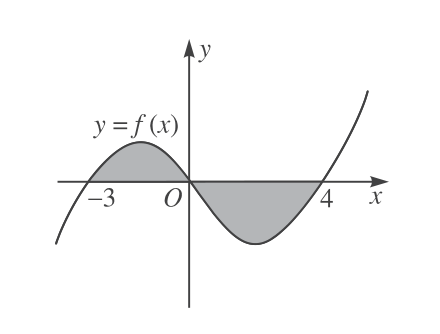 y
y = f (x)
−3 O 4 x